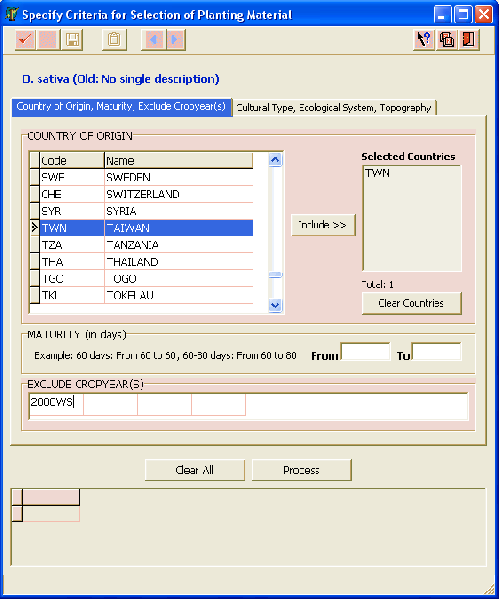 Specify Criteria for Selection of Planting Material
O. sativa (Old: No single description)
Country of Origin, Maturity, Exclude Cropyear(s)
Cultural Type, Ecological System, Topography
COUNTRY OF ORIGIN
Code Name
SWE SWEDEN
CHE SWITZERLAND
SYR SYRIA
TWN TAIWAN
TZA TANZANIA
THA THAILAND
TGO TOGO
TKL TOKELAU
Include >>
Selected Countries
TWN
Total: 1
Clear Countries
MATURITY (in days)
Example: 60 days: From 60 to 60, 60-80 days: From 60 to 80
From
To
EXCLUDE CROPYEAR(S)
2000WS
Clear All
Process